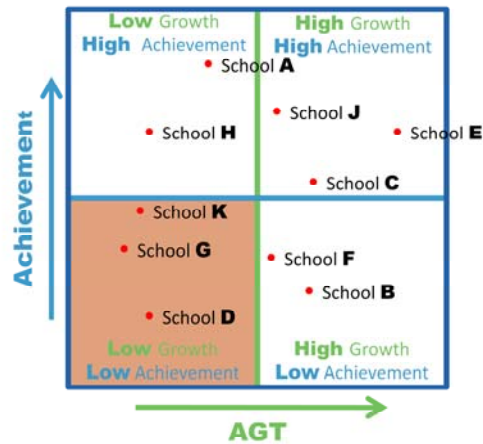 Low Growth
High Achievement
High Growth
High Achievement
School A
School J
School H
School E
School C
School K
School G
School F
School B
School D
Low Growth
Low Achievement
High Growth
Low Achievement
Achievement
AGT